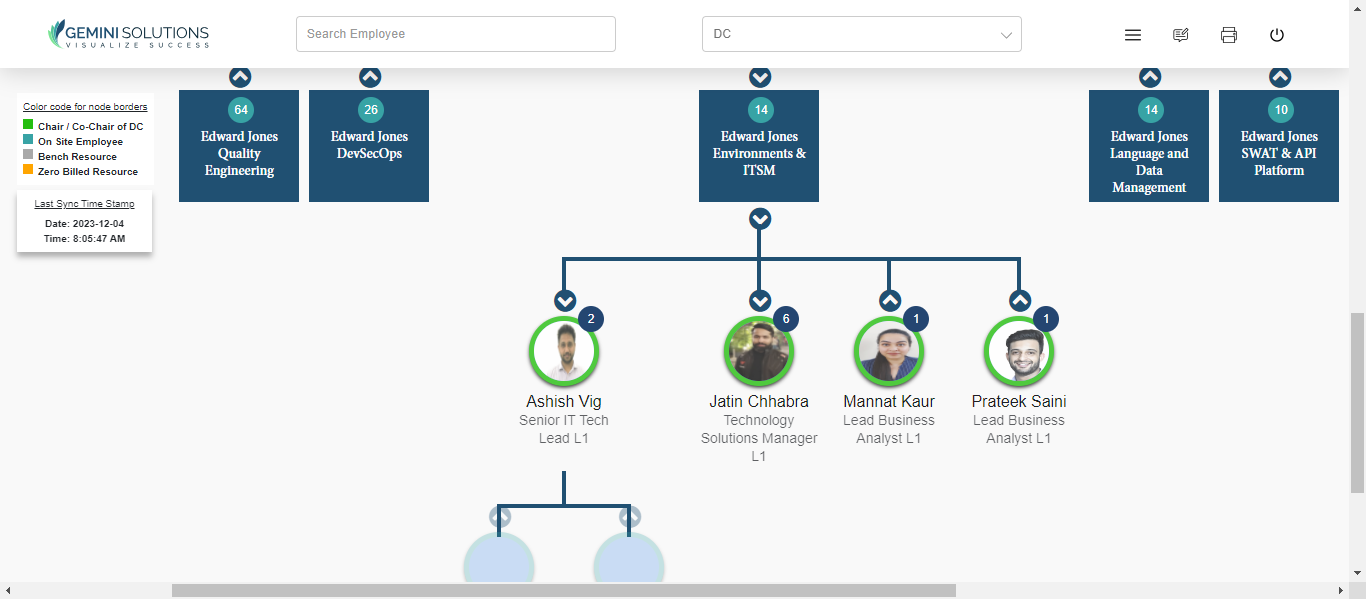 GEMINI SOLUTIONS
VISUALIZE SUCCESS
Search Employee
DC
Color code for node borders
Chair / Co-Chair of DC
On Site Employee
Bench Resource
Zero Billed Resource
Last Sync Time Stamp
Date: 2023-12-04
Time: 8:05:47 AM
64
Edward Jones
Quality
Engineering
26
Edward Jones
DevSecOps
14
Edward Jones
Environments &
ITSM
14
Edward Jones
Language and
Data
Management
10
Edward Jones
SWAT & API
Platform
2
Ashish Vig
Senior IT Tech
Lead L1
6
Jatin Chhabra
Technology
Solutions Manager
L1
1
Mannat Kaur
Lead Business
Analyst L1
1
Prateek Saini
Lead Business
Analyst L1